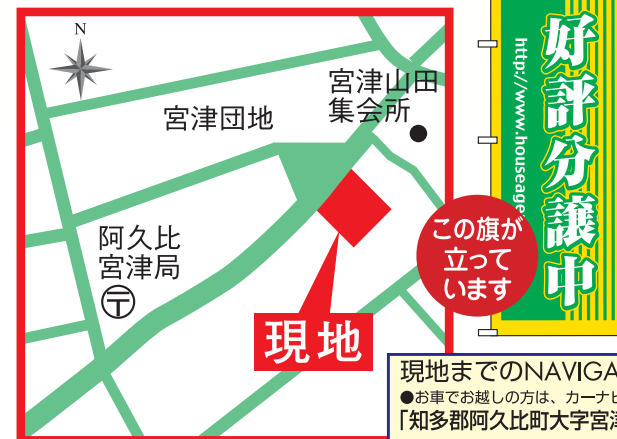 N
宮津山田
集会所
宮津団地
阿久比
宮津局
〒
現地
この旗が
立って
います
好評分譲中
http://www.houseage
現地までのNAVIGA
●お車でお越しの方は、カーナビ
「知多郡阿久比町大字宮津